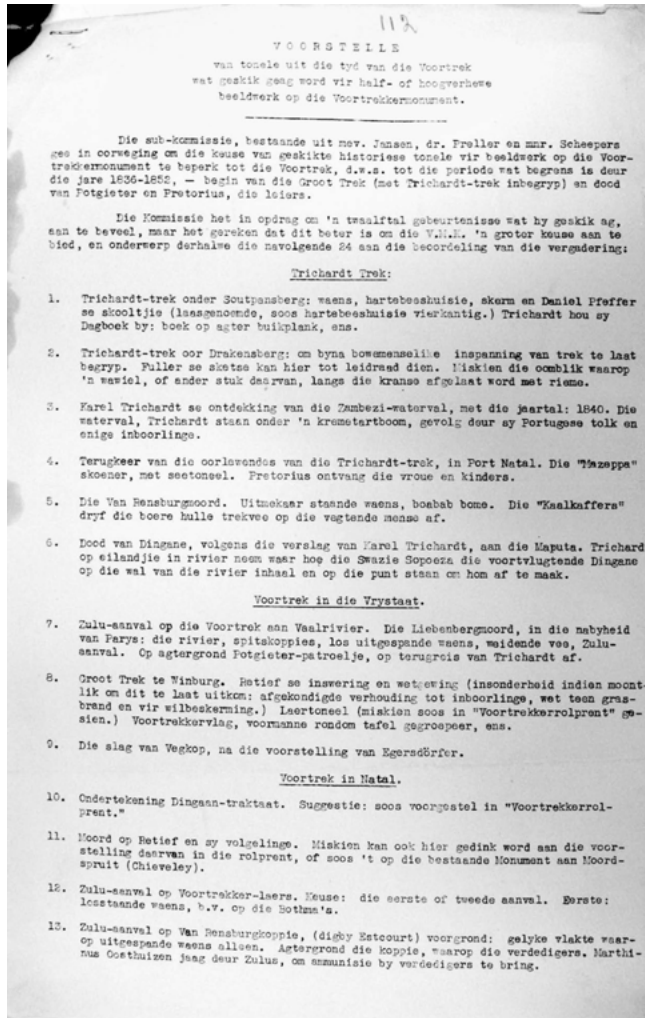 112
VOORSTELLE
van tonele uit die tyd van die Voortrek
wat geskik geag word vir half- of hoogverhewe
beeldwerk op die Voortrekkermonument.
Die sub-kommissie, bestaande uit mev. Jansen, dr. Preller en mnr. Scheepers
gee in oorweging om die keuse van geskikte historiese tonele vir beeldwerk op die Voor-
trekkermonument te beperk tot die Voortrek, d.w.s. tot die periode wat begrens is deur
die jare 1836-1852, — begin van die Groot Trek (met Trichardt-trek inbegryp) en dood
van Potgieter en Pretorius, die leiers.
Die Kommissie het in opdrag om 'n twaalftal gebeurtenisse wat hy geskik ag,
aan te beveel, maar het gereken dat dit beter is om die V.M.K. 'n groter keuse aan te
bied, en onderwerp derhalwe die navolgende 24 aan die beoordeling van die vergadering:
Trichardt Trek:
1. Trichardt-trek onder Soutpansberg: waens, hartebeeshuisie, skerm en Daniel Pfeffer
se skooltjie (laasgenoemde, soos hartebeeshuisie vierkantig.) Trichardt hou sy
Dagboek by: boek op agter buikplank, ens.
2. Trichardt-trek oor Drakensberg: om byna bowemenselike inspanning van trek te laat
begryp. Fuller se sketse kan hier tot leidraad dien. Miskien die oomblik waarop
'n wawiel, of ander stuk daarvan, langs die kranse afgelaat word met rieme.
3. Karel Trichardt se ontdekking van die Zambezi-waterval, met die jaartal: 1840. Die
waterval, Trichardt staan onder 'n kremetartboom, gevolg deur sy Portugese tolk en
enige inboorlinge.
4. Terugkeer van die oorlewendes van die Trichardt-trek, in Port Natal. Die "Mazeppa"
skoener, met seetoneel. Pretorius ontvang die vroue en kinders.
5. Die Van Rensburgmoord. Uitmekaar staande waens, boabab bome. Die "Kaalkaffers"
dryf die boere hulle trekvee op die vegtende mense af.
6. Dood van Dingane, volgens die verslag van Karel Trichardt, aan die Maputa. Trichard
op eilandjie in rivier neem waar hoe die Swazie Sopoeza die voortvlugtende Dingane
op die wal van die rivier inhaal en op die punt staan om hom af te maak.
Voortrek in die Vrystaat.
7. Zulu-aanval op die Voortrek aan Vaalrivier. Die Liebenbergmoord, in die nabyheid
van Parys: die rivier, spitskoppies, los uitgespande waens, weidende vee, Zulu-
aanval. Op agtergrond Potgieter-patroelje, op terugreis van Trichardt af.
8. Groot Trek te Winburg. Retief se inswering en wetgewing (insonderheid indien moont-
lik om dit te laat uitkom: afgekondigde verhouding tot inboorlinge, wet teen gras-
brand en vir wilbeskerming.) Laertoneel (miskien soos in "Voortrekkerrolprent" ge-
sien.) Voortrekkervlag, voormanne rondom tafel gegroepeer, ens.
9. Die slag van Vegkop, na die voorstelling van Egersdörfer.
Voortrek in Natal.
10. Ondertekening Dingaan-traktaat. Suggestie: soos voorgestel in "Voortrekkerrol-
prent."
11. Moord op Retief en sy volgelinge. Miskien kan ook hier gedink word aan die voor-
stelling daarvan in die rolprent, of soos 't op die bestaande Monument aan Moord-
spruit (Chieveley).
12. Zulu-aanval op Voortrekker-laers. Keuse: die eerste of tweede aanval. Eerste:
losstaande waens, b.v. op die Bothma's.
13. Zulu-aanval op Van Rensburgkoppie, (digby Estcourt) voorgrond: gelyke vlakte waar-
op uitgespande waens alleen. Agtergrond die koppie, waarop die verdedigers. Marthi-
nus Oosthuizen jaag deur Zulus, om ammunisie by verdedigers te bring.